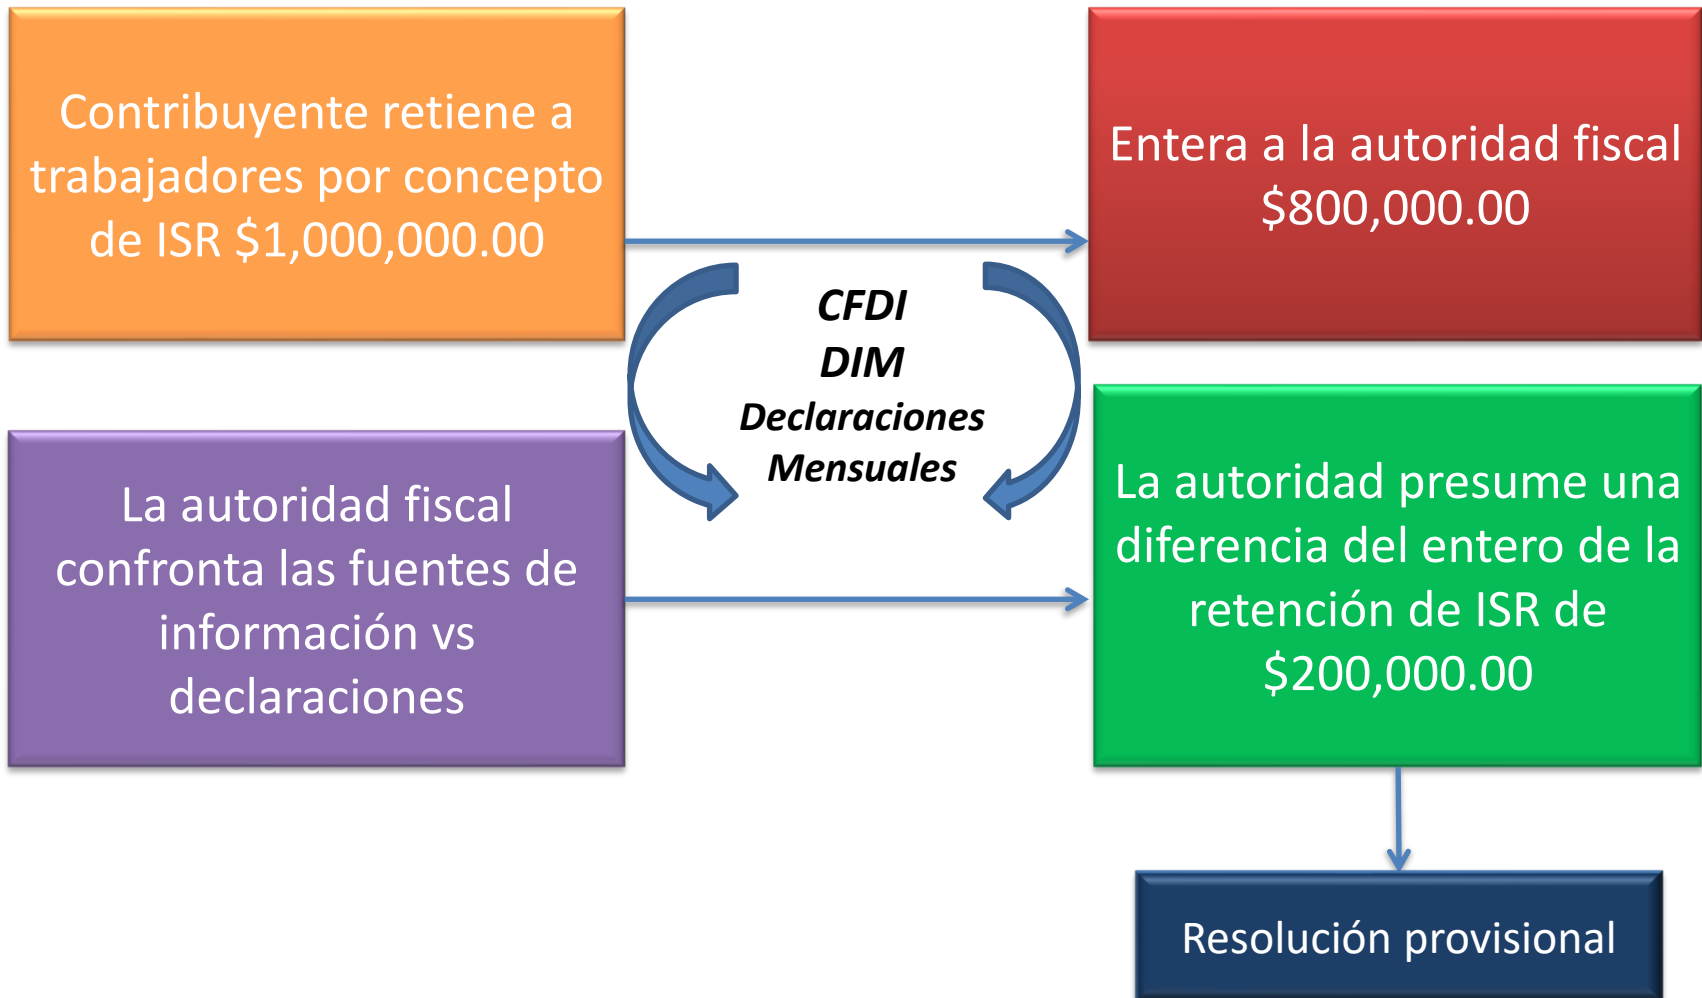 Contribuyente retiene a
trabajadores por concepto
de ISR $1,000,000.00
Entera a la autoridad fiscal
$800,000.00
CFDI
DIM
Declaraciones
Mensuales
La autoridad fiscal
confronta las fuentes de
información vs
declaraciones
La autoridad presume una
diferencia del entero de la
retención de ISR de
$200,000.00
Resolución provisional